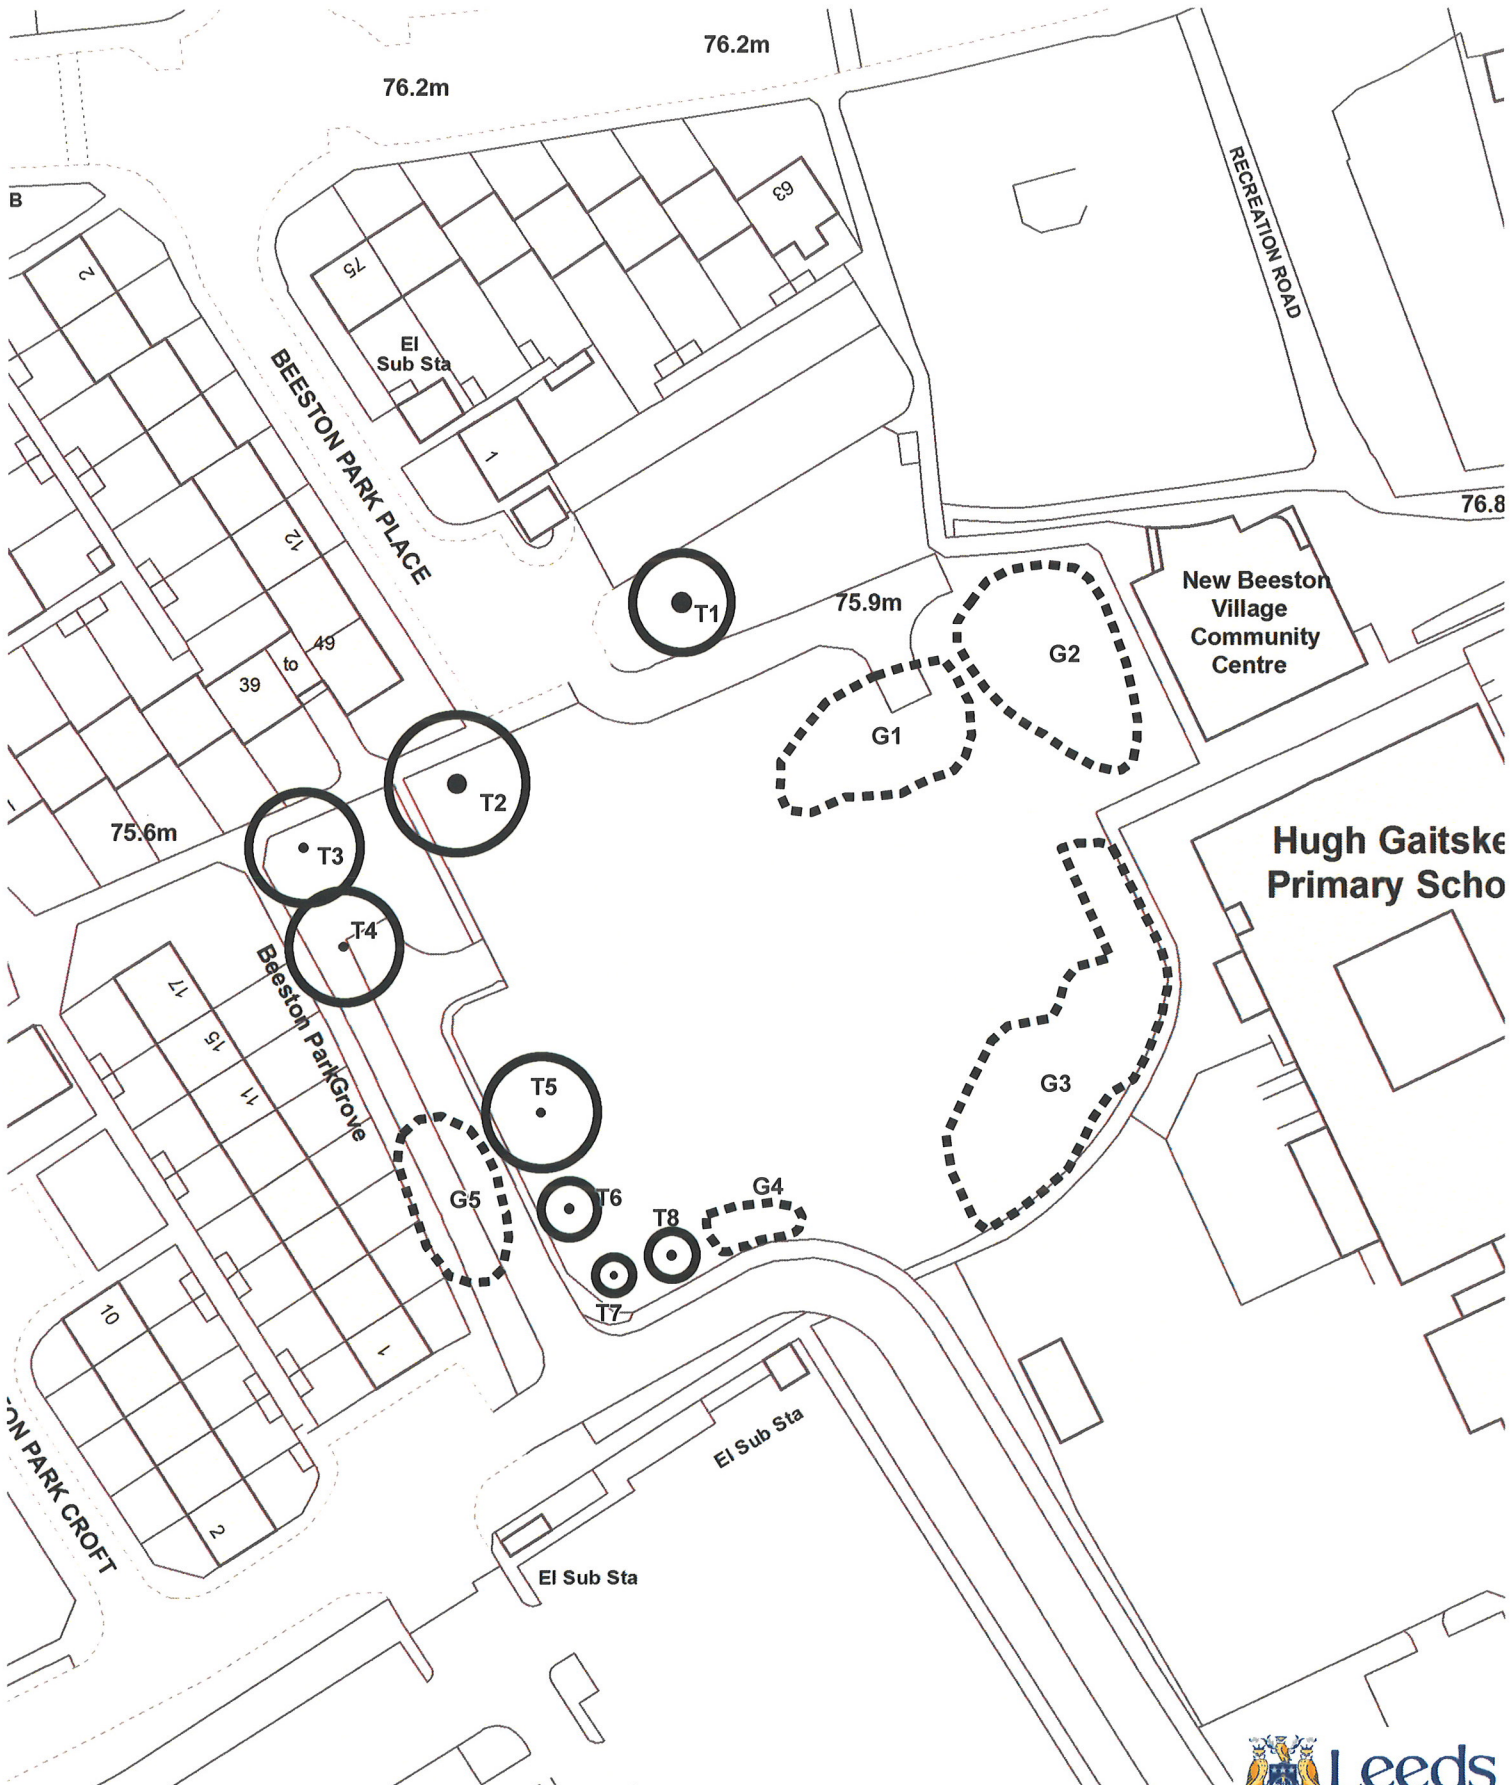 76.2m
76.2m
B
RECREATION ROAD
63
2
75
El
Sub Sta
BEESTON PARK PLACE
1
76.8
12
New Beeston
Village
Community
Centre
T1
75.9m
49
to
39
G2
G1
T2
75.6m
T3
Hugh Gaitske
Primary Scho
T4
17
Beeston ParkGrove
15
11
T5
G3
G5
T6
G4
T8
T7
10
1
El Sub Sta
ON PARK CROFT
2
El Sub Sta
Leeds